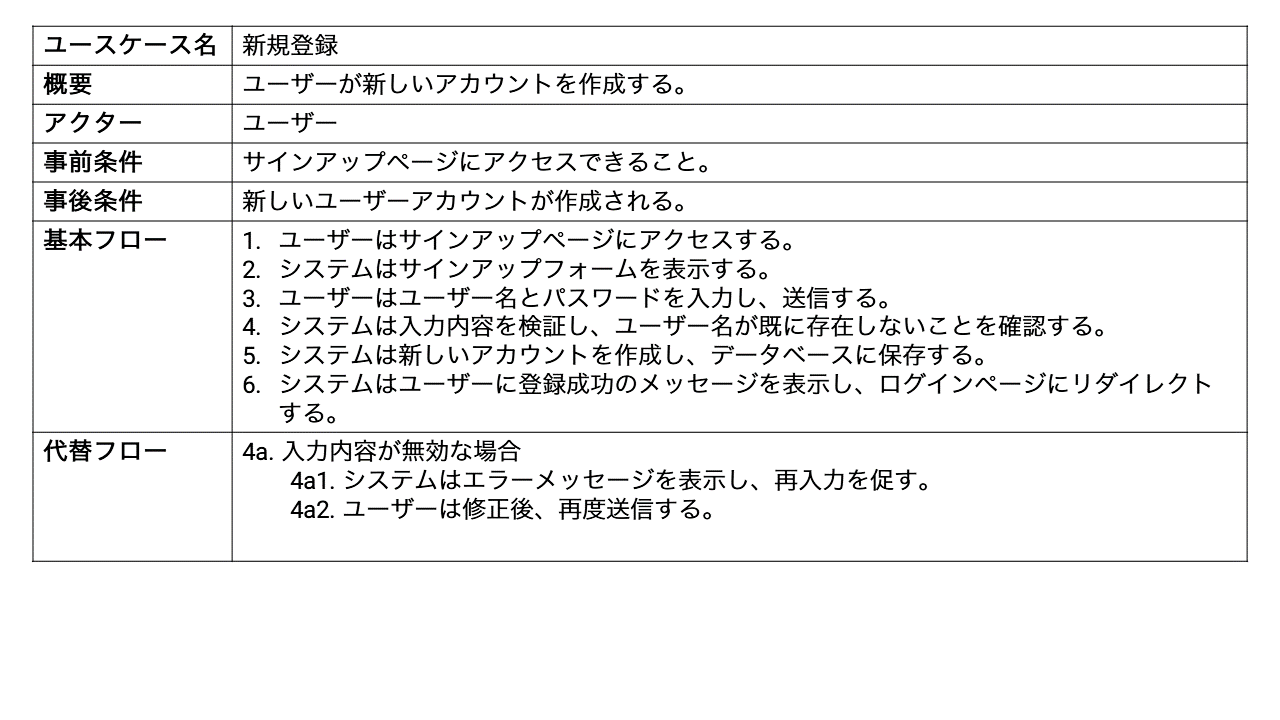 ユースケース名 新規登録
概要 ユーザーが新しいアカウントを作成する。
アクター ユーザー
事前条件 サインアップページにアクセスできること。
事後条件 新しいユーザーアカウントが作成される。
基本フロー 1. ユーザーはサインアップページにアクセスする。
2. システムはサインアップフォームを表示する。
3. ユーザーはユーザー名とパスワードを入力し、送信する。
4. システムは入力内容を検証し、ユーザー名が既に存在しないことを確認する。
5. システムは新しいアカウントを作成し、データベースに保存する。
6. システムはユーザーに登録成功のメッセージを表示し、ログインページにリダイレクト
する。
代替フロー 4a. 入力内容が無効な場合
4a1. システムはエラーメッセージを表示し、再入力を促す。
4a2. ユーザーは修正後、再度送信する。